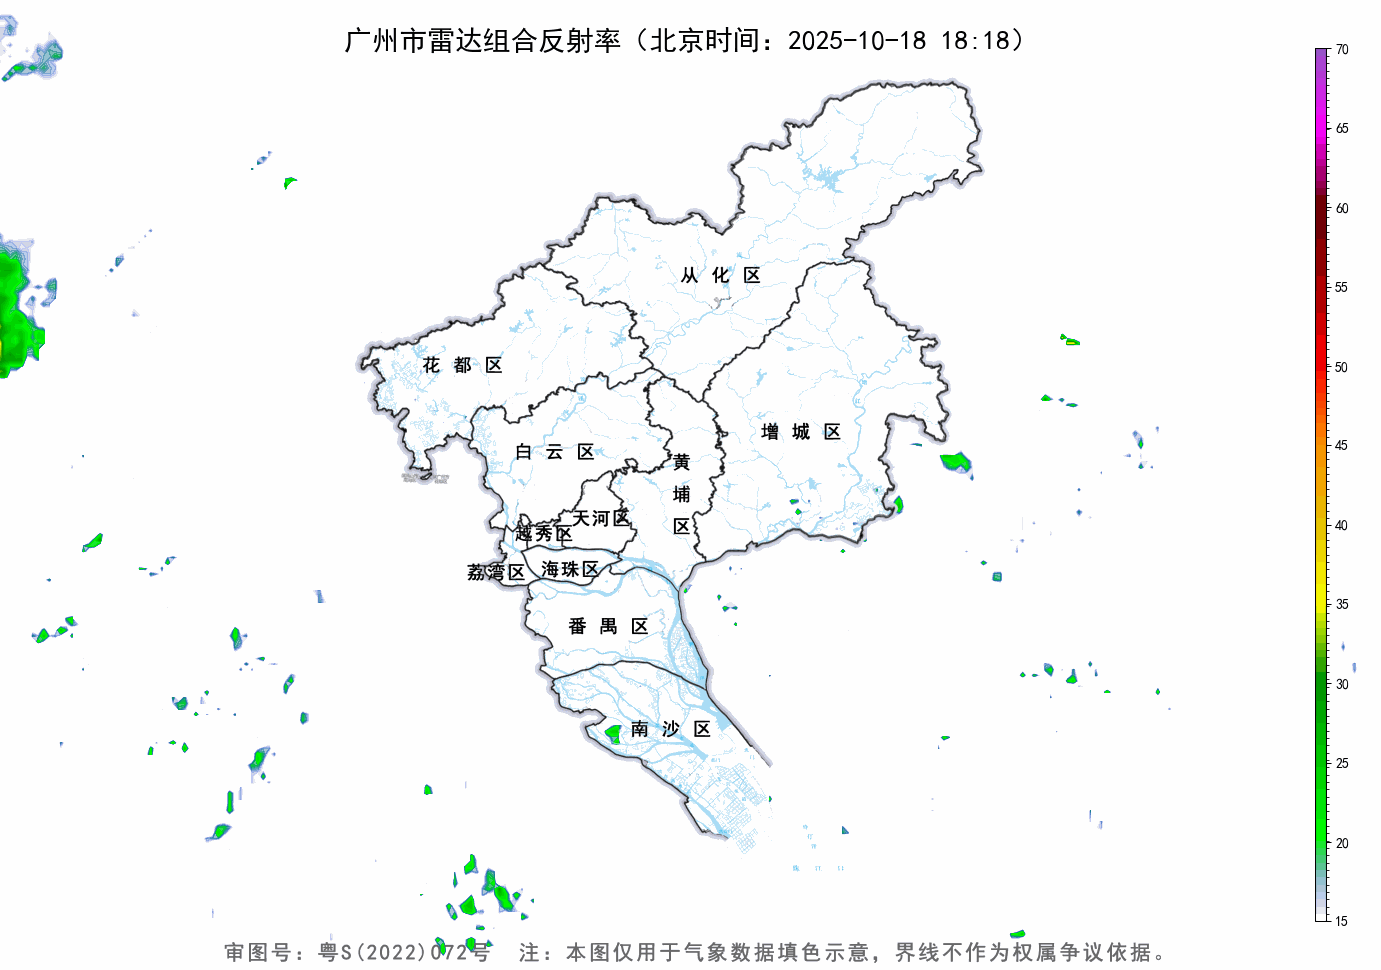 广州市雷达组合反射率（北京时间：2025-10-18 18:18）
70
65
60
55
50
45
40
35
30
25
20
15
从化区
花都区
增城区
白云区
黄埔区
天河区
越秀区
荔湾区
海珠区
番禺区
南沙区
审图号：粤S(2022)072号 注：本图仅用于气象数据填色示意，界线不作为权属争议依据。